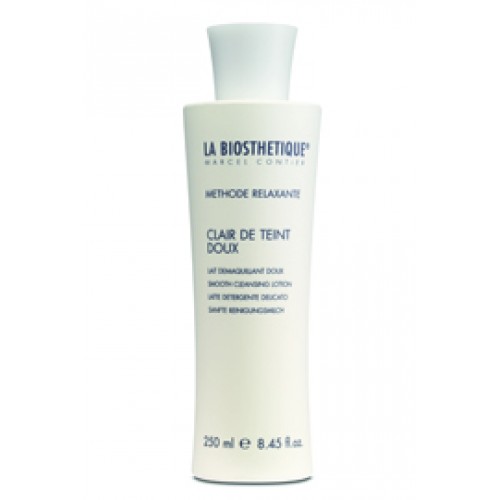 LA BIOSTHETIQUE®
MARCEL CONTIER
METHODE RELAXANTE
CLAIR DE TEINT
DOUX
LAIT DEMAQUILLANT DOUX
SMOOTH CLEANSING LOTION
LATTE DETERGENTE DELICATO
SANFTE REINIGUNGSMILCH
250 ml ℮ 8.45 fl.oz.